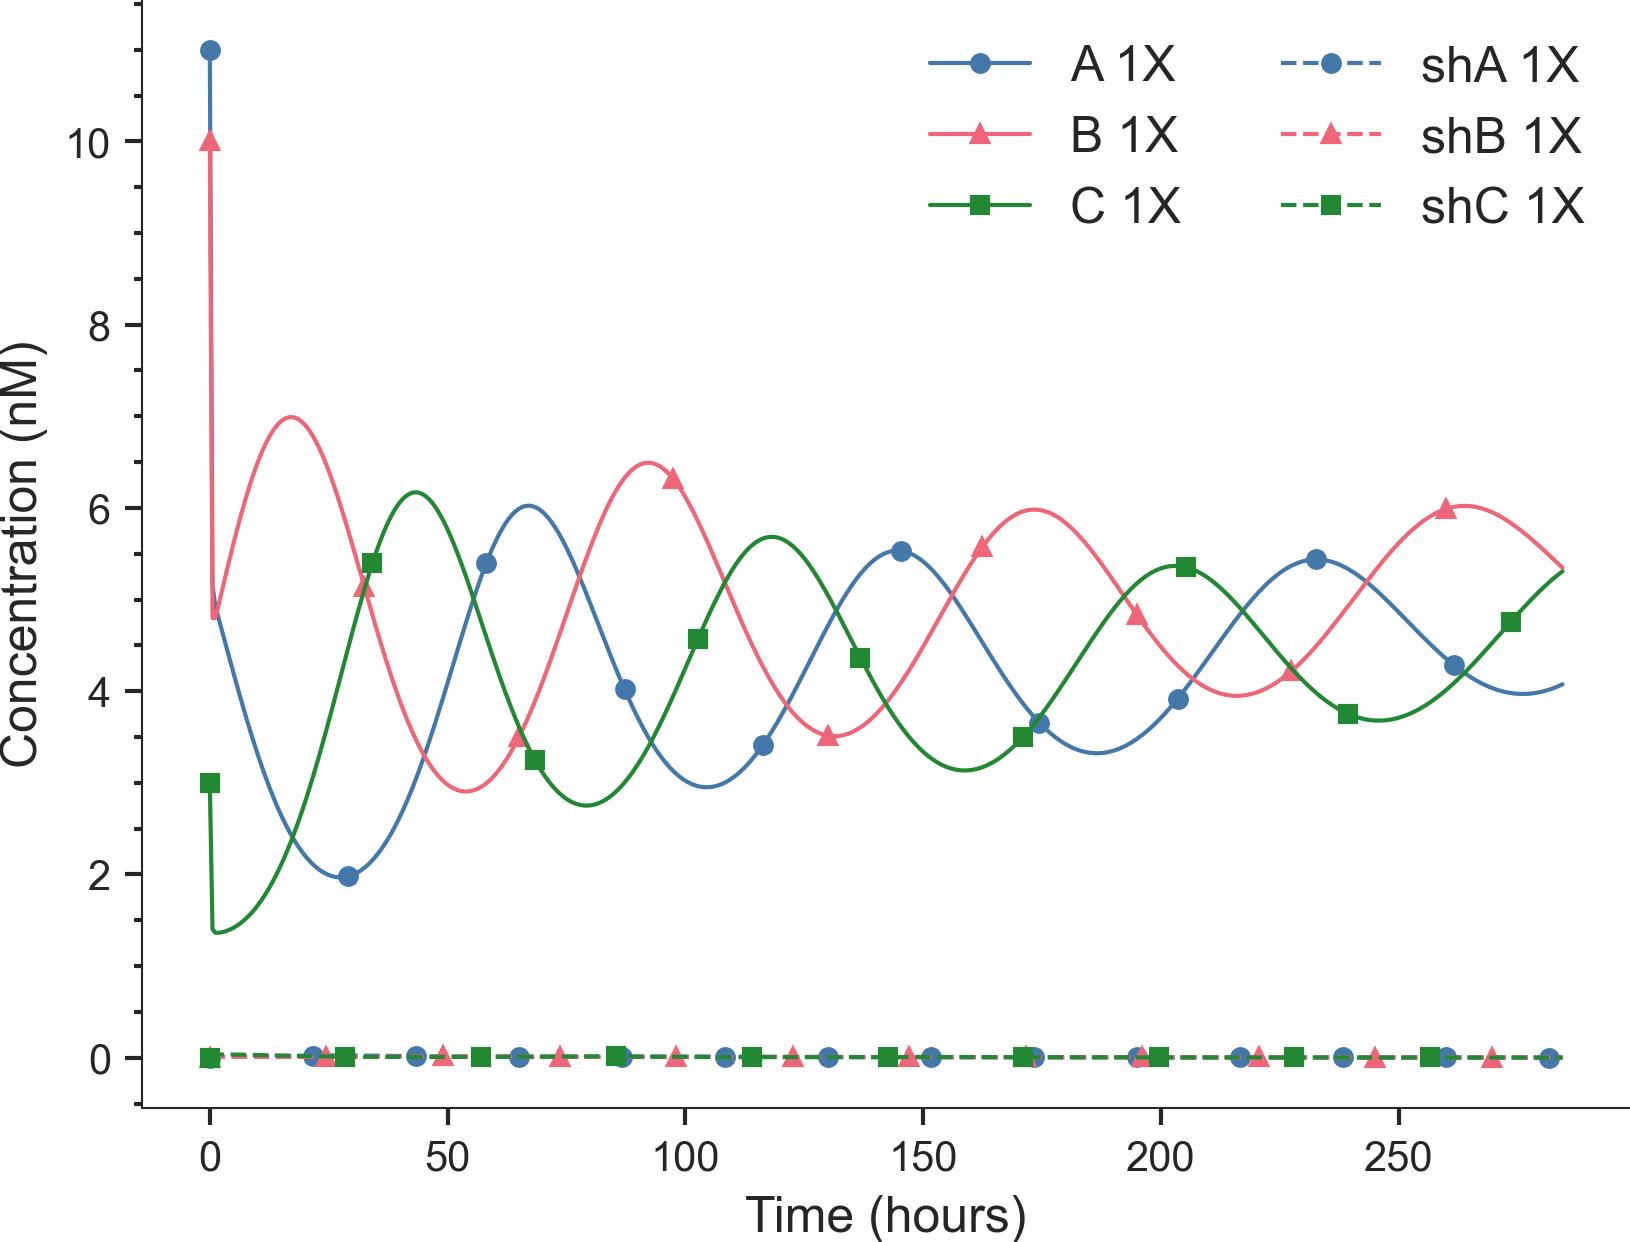 A 1X
B 1X
C 1X
shA 1X
shB 1X
shC 1X
Concentration (nM)
10
8
6
4
2
0
0 50 100 150 200 250
Time (hours)